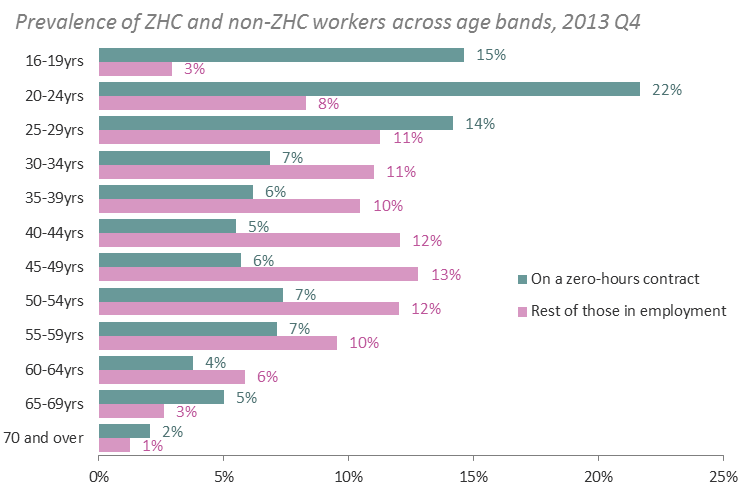 Prevalence of ZHC and non-ZHC workers across age bands, 2013 Q4
16-19yrs
15%
3%
20-24yrs
22%
8%
25-29yrs
14%
11%
30-34yrs
7%
11%
35-39yrs
6%
10%
40-44yrs
5%
12%
45-49yrs
6%
13%
50-54yrs
7%
12%
55-59yrs
7%
10%
60-64yrs
4%
6%
65-69yrs
5%
3%
70 and over
2%
1%
On a zero-hours contract
Rest of those in employment
0% 5% 10% 15% 20% 25%